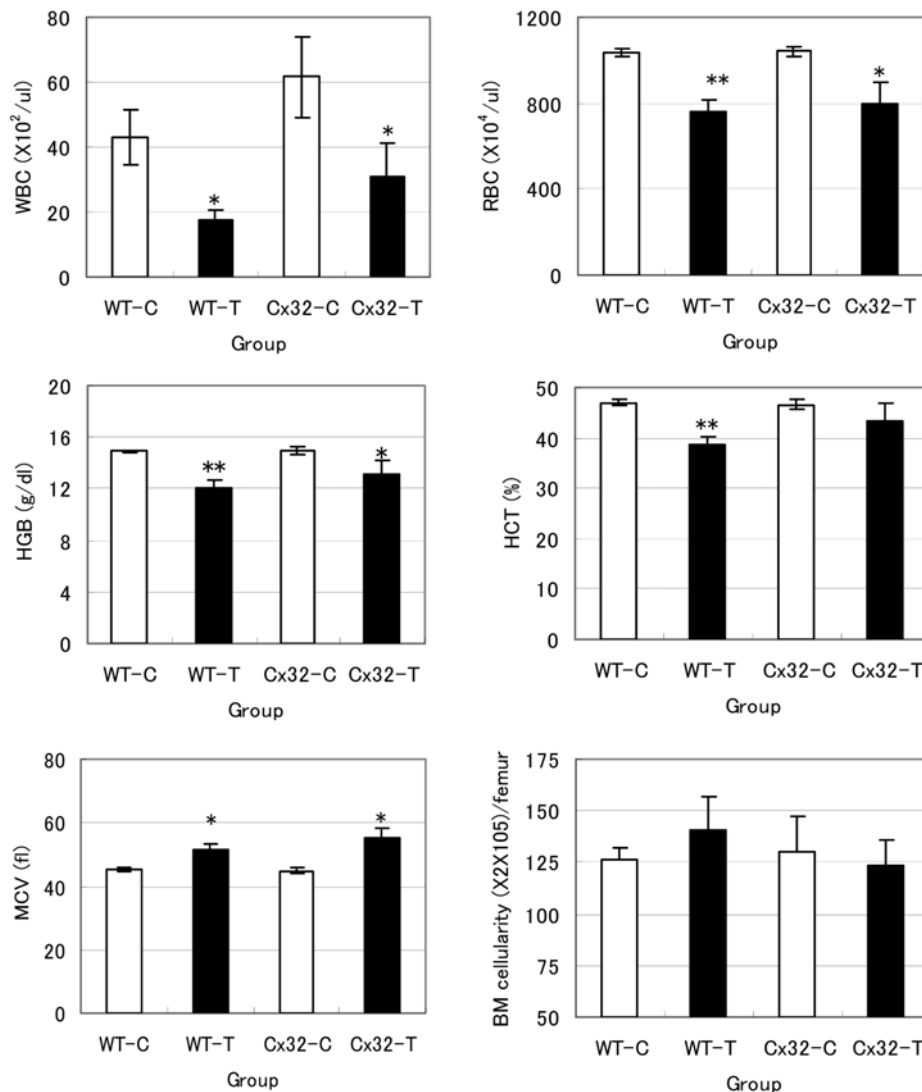 WBC (X10²/ul)
80
60
40
20
0
*
*
WT-C WT-T Cx32-C Cx32-T
Group
RBC (X10⁴/ul)
1200
800
400
0
**
*
WT-C WT-T Cx32-C Cx32-T
Group
HGB (g/dl)
20
16
12
8
4
0
**
*
WT-C WT-T Cx32-C Cx32-T
Group
HCT (%)
50
40
30
20
10
0
**
WT-C WT-T Cx32-C Cx32-T
Group
MCV (fl)
80
60
40
20
0
*
*
WT-C WT-T Cx32-C Cx32-T
Group
BM cellularity (X2X105)/femur
175
150
125
100
75
50
WT-C WT-T Cx32-C Cx32-T
Group